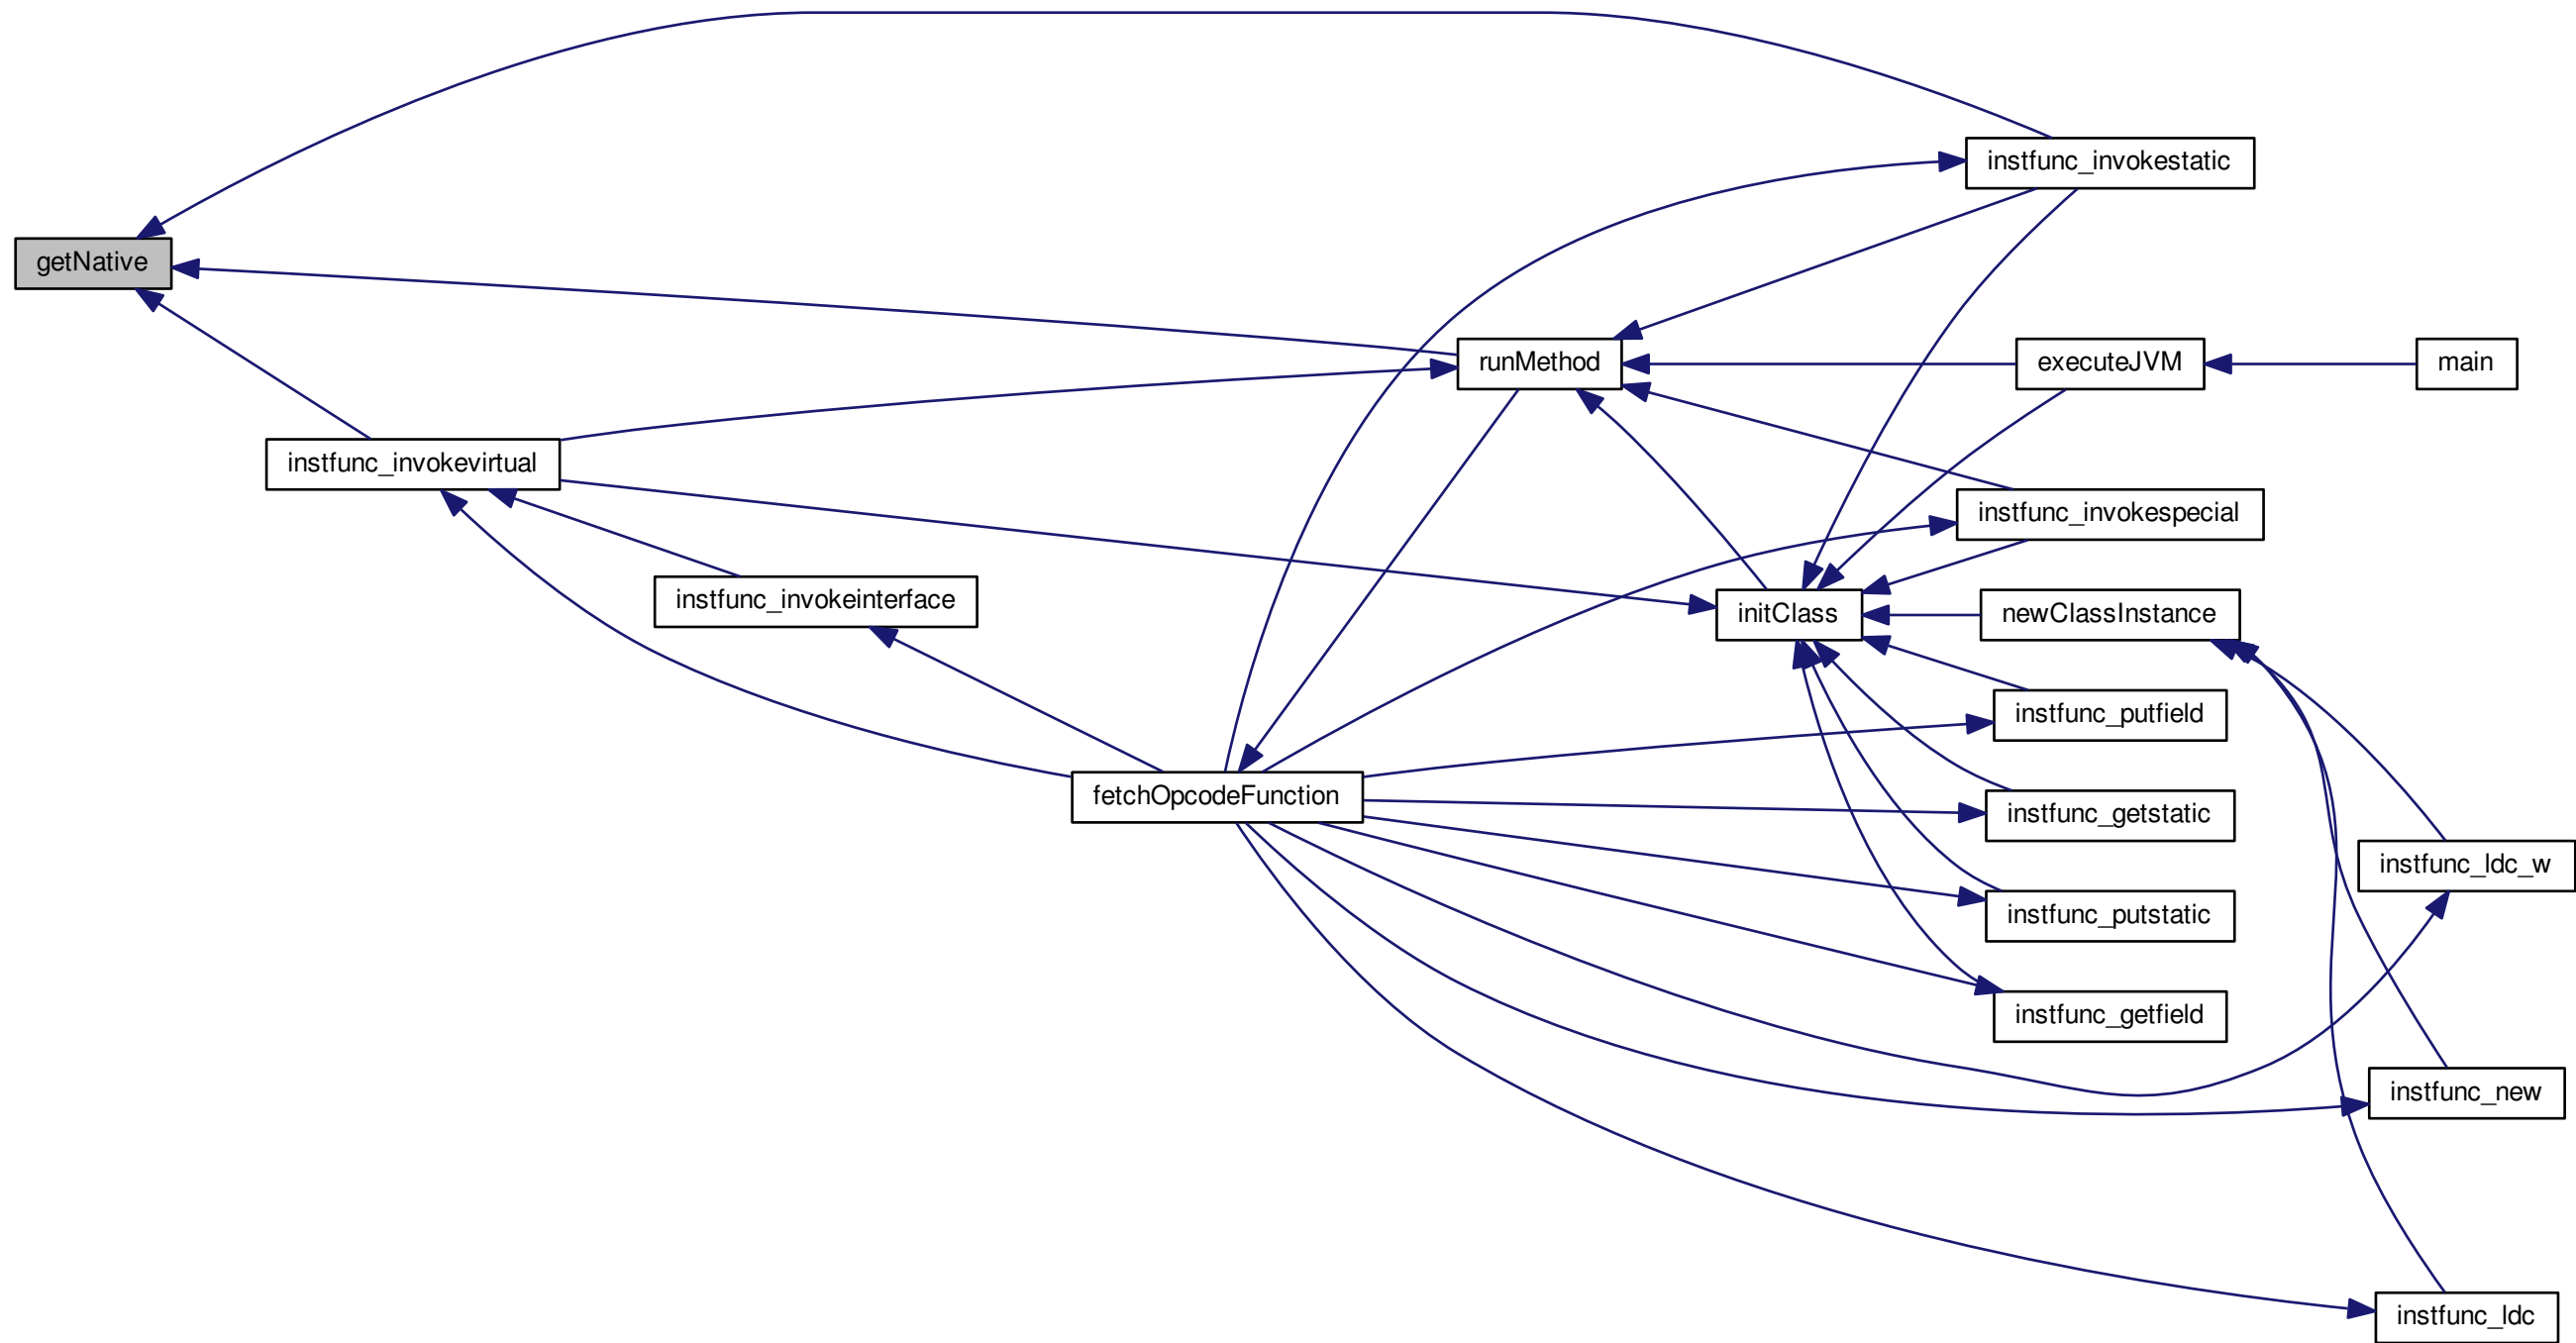 instfunc_invokestatic
getNative
runMethod
executeJVM
main
instfunc_invokevirtual
instfunc_invokespecial
instfunc_invokeinterface
initClass
newClassInstance
instfunc_putfield
fetchOpcodeFunction
instfunc_getstatic
instfunc_ldc_w
instfunc_putstatic
instfunc_getfield
instfunc_new
instfunc_ldc